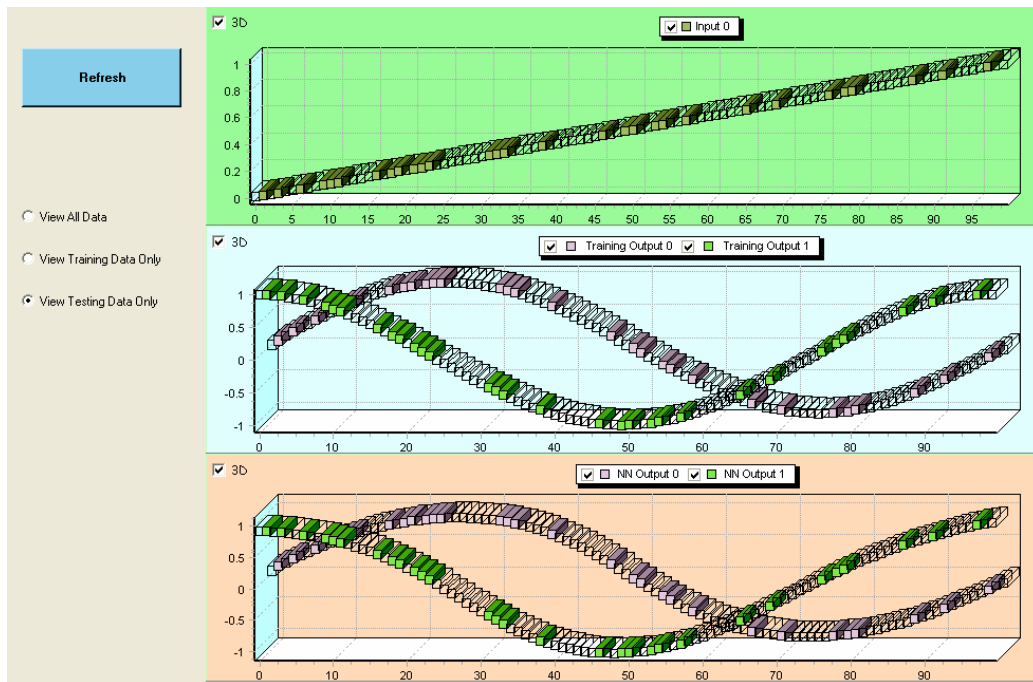 Refresh
View All Data
View Training Data Only
View Testing Data Only
3D
Input 0
1
0.8
0.6
0.4
0.2
0
0 5 10 15 20 25 30 35 40 45 50 55 60 65 70 75 80 85 90 95
3D
Training Output 0 Training Output 1
1
0.5
0
-0.5
-1
0 10 20 30 40 50 60 70 80 90
3D
NN Output 0 NN Output 1
1
0.5
0
-0.5
-1
0 10 20 30 40 50 60 70 80 90